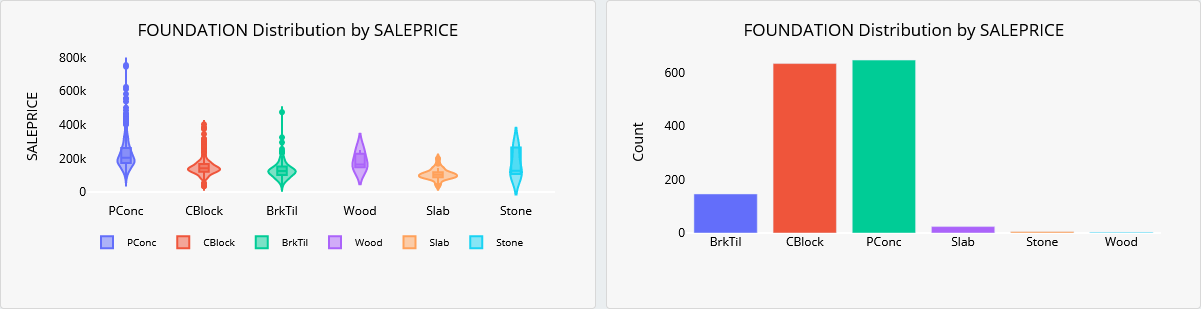 FOUNDATION Distribution by SALEPRICE
SALEPRICE
800k
600k
400k
200k
0
PConc CBlock BrkTil Wood Slab Stone
PConc CBlock BrkTil Wood Slab Stone
FOUNDATION Distribution by SALEPRICE
Count
600
400
200
0
BrkTil CBlock PConc Slab Stone Wood